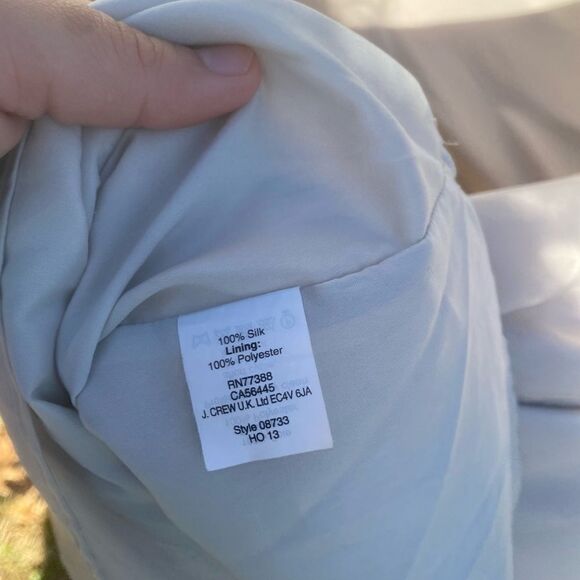 100% Silk
Lining:
100% Polyester
RN77388
CA56445
J. CREW U.K. Ltd EC4V 6JA
Style 08733
HO 13